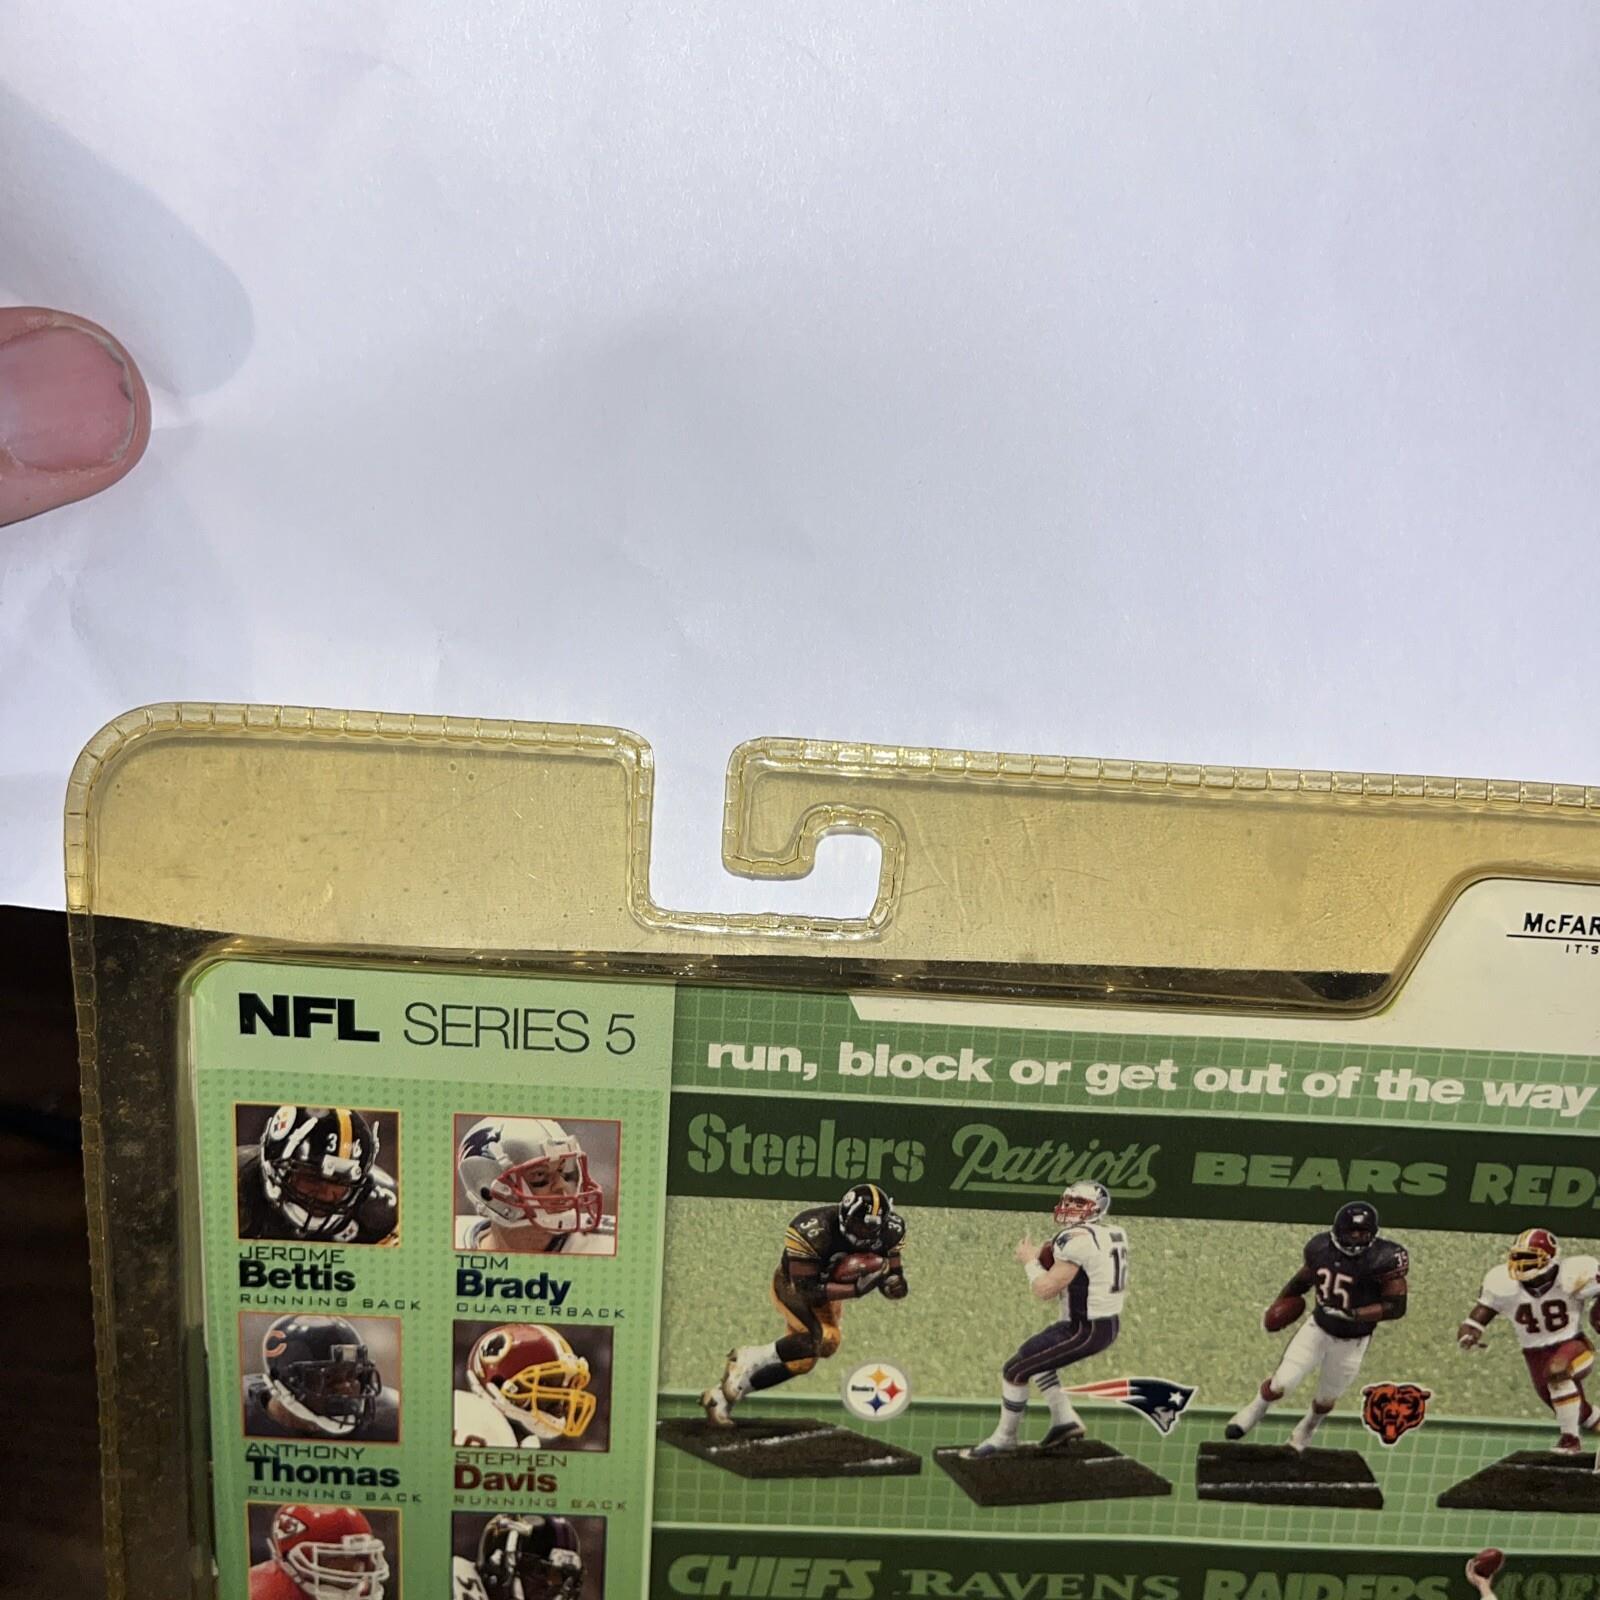 McFAR
IT'S
NFL SERIES 5
run, block or get out of the way
Steelers Patriots BEARS REDS
JEROME
Bettis
RUNNING BACK
TOM
Brady
QUARTERBACK
36
12
35
48
ANTHONY
Thomas
RUNNING BACK
STEPHEN
Davis
RUNNING BACK
CHIEFS RAVENS RAIDERS 49E